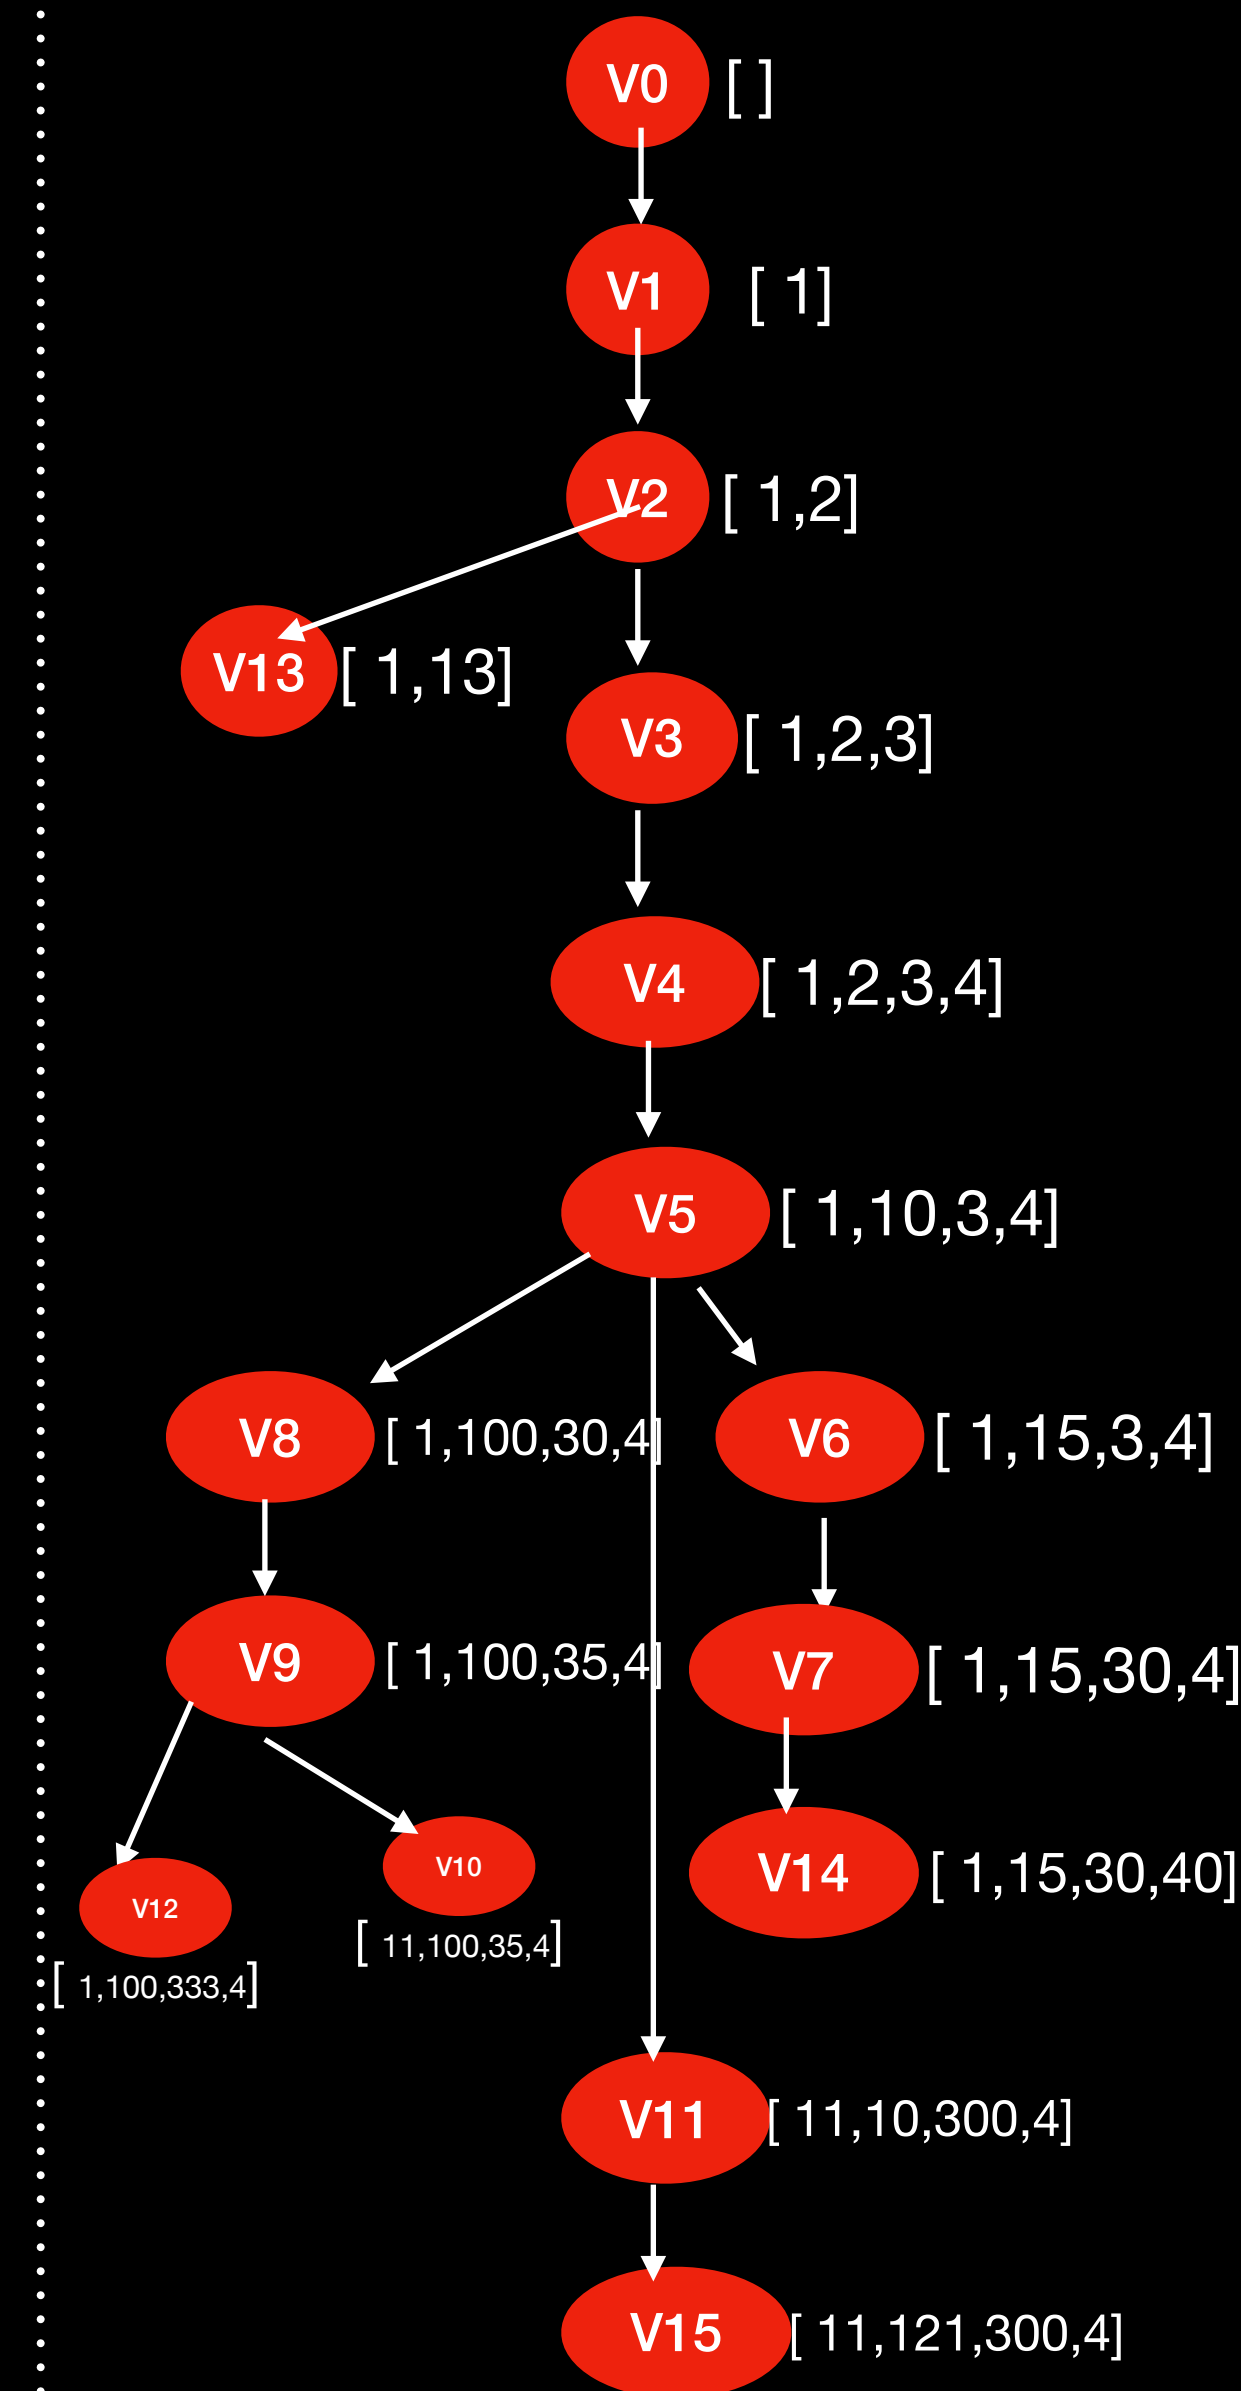 V0 [ ]
V1 [ 1]
V2 [ 1,2]
V13 [ 1,13]
V3 [ 1,2,3]
V4 [ 1,2,3,4]
V5 [ 1,10,3,4]
V8 [ 1,100,30,4]
V6 [ 1,15,3,4]
V9 [ 1,100,35,4]
V7 [ 1,15,30,4]
V10
[ 11,100,35,4]
V14 [ 1,15,30,40]
V12
[ 1,100,333,4]
V11 [ 11,10,300,4]
V15 [ 11,121,300,4]